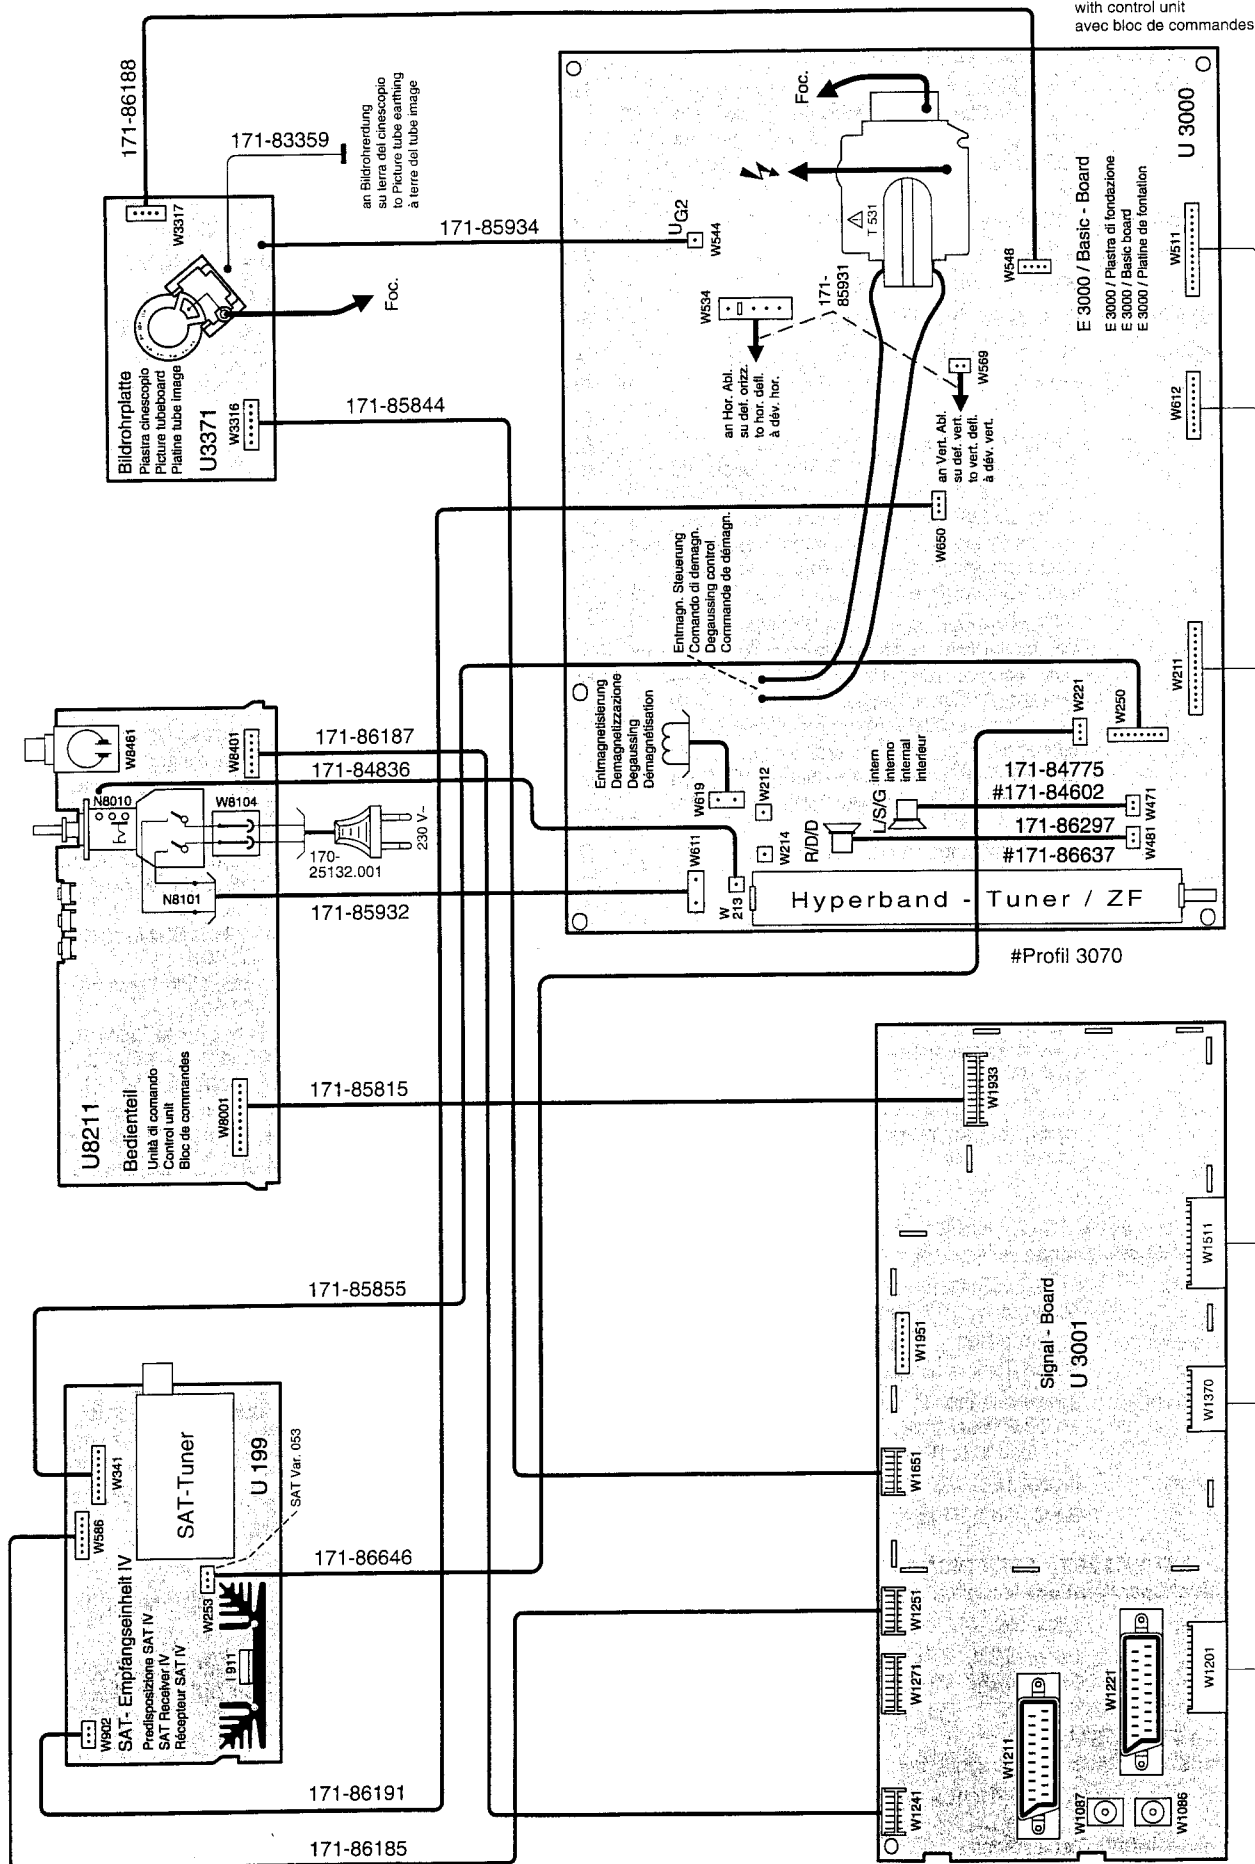 with control unit
avec bloc de commandes
171-86188
171-83359
an Bildrohrerdung
su terra del cinescopio
to Picture tube earthing
à terre del tube image
W3317
Foc.
Bildrohrplatte
Piastra cinescopio
Picture tubeboard
Platine tube image
U3371
W3316
171-85934
171-85844
UG2
W544
Foc.
T 531
W534
171-
85931
an Hor. Abl.
su def. orizz.
to hor. defl.
à dév. hor.
W569
an Vert. Abl.
su def. vert.
to vert. defl.
à dév. vert.
W548
U 3000
E 3000 / Basic - Board
E 3000 / Piastra di fondazione
E 3000 / Basic board
E 3000 / Platine de fontation
W511
W612
W650
W211
Entmagn. Steuerung
Comando di demagn.
Degaussing control
Commande de démagn.
Entmagnetisierung
Demagnetizzazione
Degaussing
Démagnétisation
W619
W212
W214
W611
W
213
W221
W250
R/D/D
L/S/G
intern
interno
internal
interieur
171-84775
#171-84602
W471
171-86297
#171-86637
W481
Hyperband - Tuner / ZF
#Profil 3070
W8461
W8401
N8010
W8104
N8101
171-86187
171-84836
230 V~
170-
25132.001
171-85932
U8211
Bedienteil
Unità di comando
Control unit
Bloc de commandes
W8001
171-85815
171-85855
W341
W586
SAT-Tuner
U 199
SAT Var. 053
W253
171-86646
I 911
W902
SAT- Empfangseinheit IV
Predisposizione SAT IV
SAT Receiver IV
Récepteur SAT IV
171-86191
171-86185
W1933
W1511
W1951
Signal - Board
U 3001
W1370
W1651
W1251
W1271
W1201
W1221
W1211
W1241
W1087
W1086